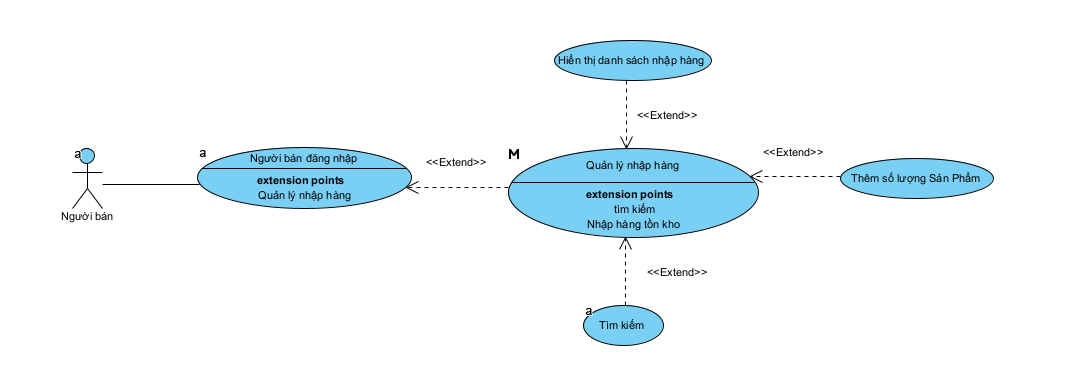 Hiển thị danh sách nhập hàng
<<Extend>>
a
Người bán
a
Người bán đăng nhập
extension points
Quản lý nhập hàng
<<Extend>>
M
Quản lý nhập hàng
extension points
tìm kiếm
Nhập hàng tồn kho
<<Extend>>
Thêm số lượng Sản Phẩm
<<Extend>>
a
Tìm kiếm